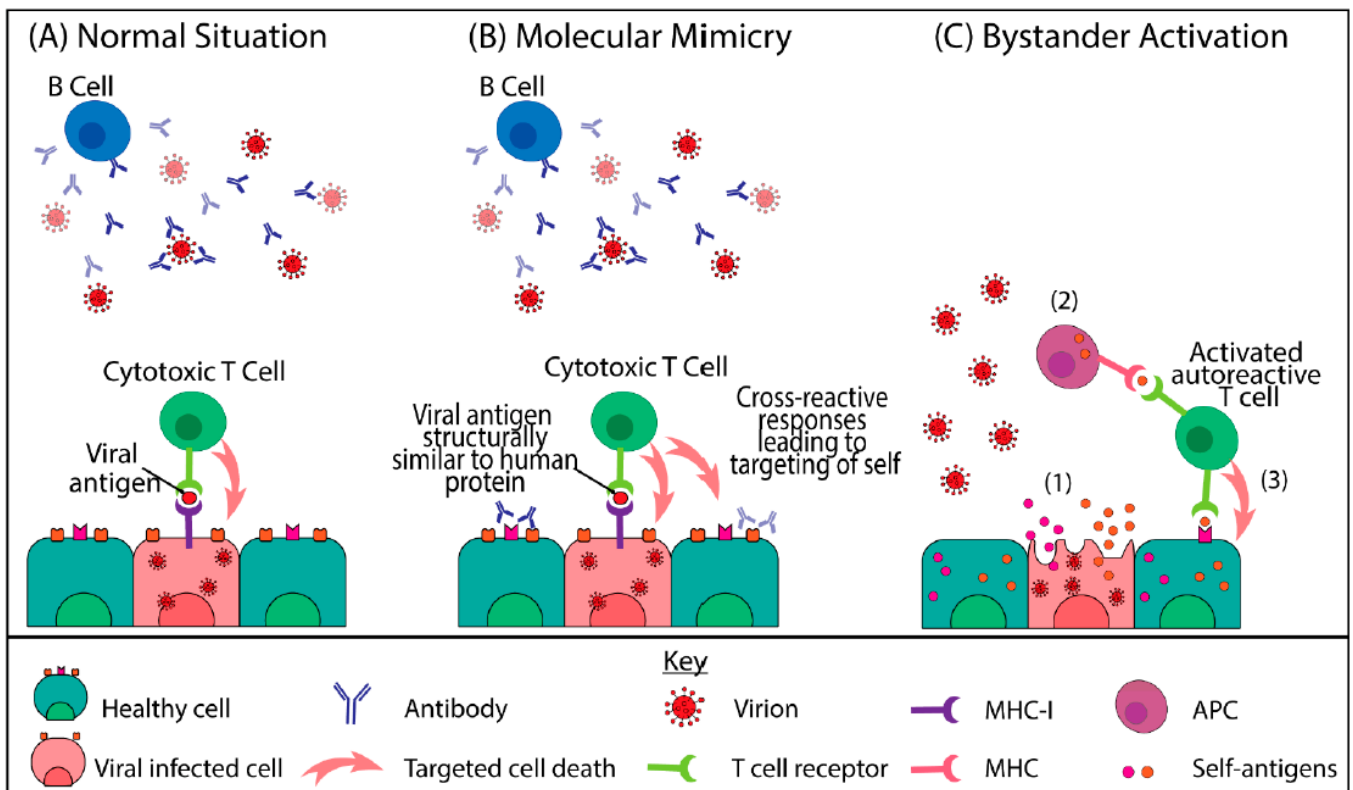 (A) Normal Situation
(B) Molecular Mimicry
(C) Bystander Activation
B Cell
B Cell
Cytotoxic T Cell
Viral
antigen
Cytotoxic T Cell
Viral antigen
structurally
similar to human
protein
Cross-reactive
responses
leading to
targeting of self
(2)
Activated
autoreactive
T cell
(1)
(3)
Key
Healthy cell
Antibody
Virion
MHC-I
APC
Viral infected cell
Targeted cell death
T cell receptor
MHC
Self-antigens